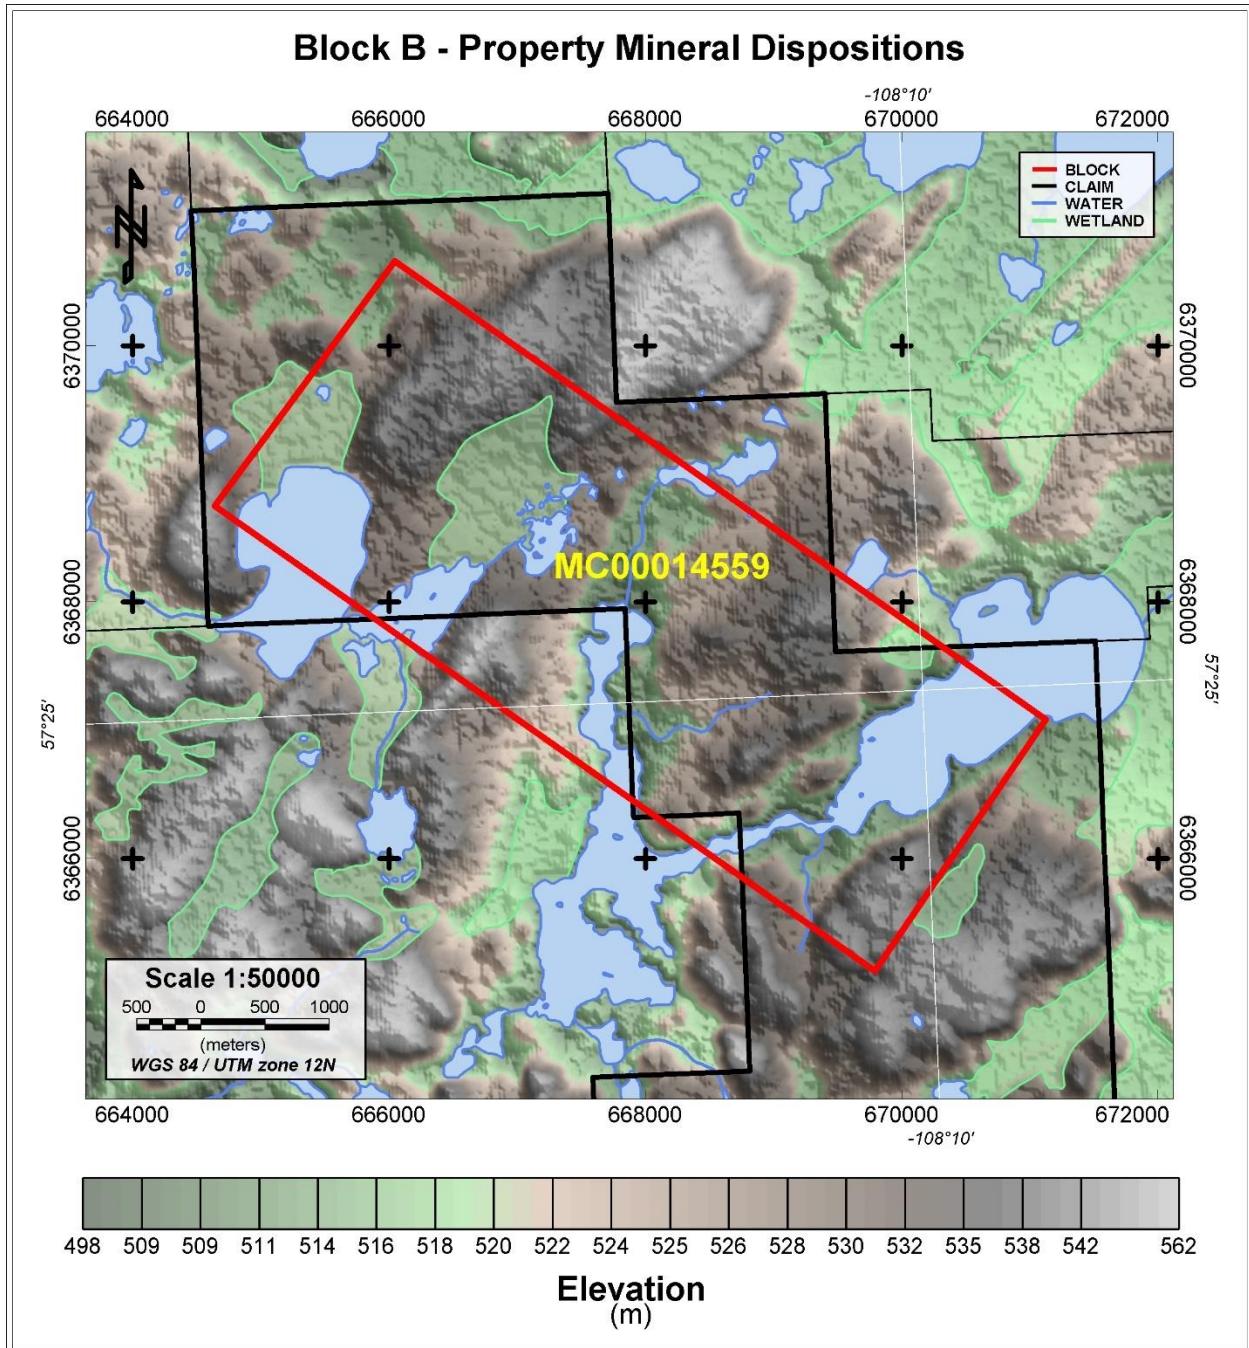 Block B - Property Mineral Dispositions
-108°10'
664000 666000 668000 670000 672000
BLOCK
CLAIM
WATER
WETLAND
6370000 6370000
MC00014559
6368000 6368000
57°25' 57°25'
6366000 6366000
Scale 1:50000
500 0 500 1000
(meters)
WGS 84 / UTM zone 12N
664000 666000 668000 670000 672000
-108°10'
498 509 509 511 514 516 518 520 522 524 525 526 528 530 532 535 538 542 562
Elevation
(m)